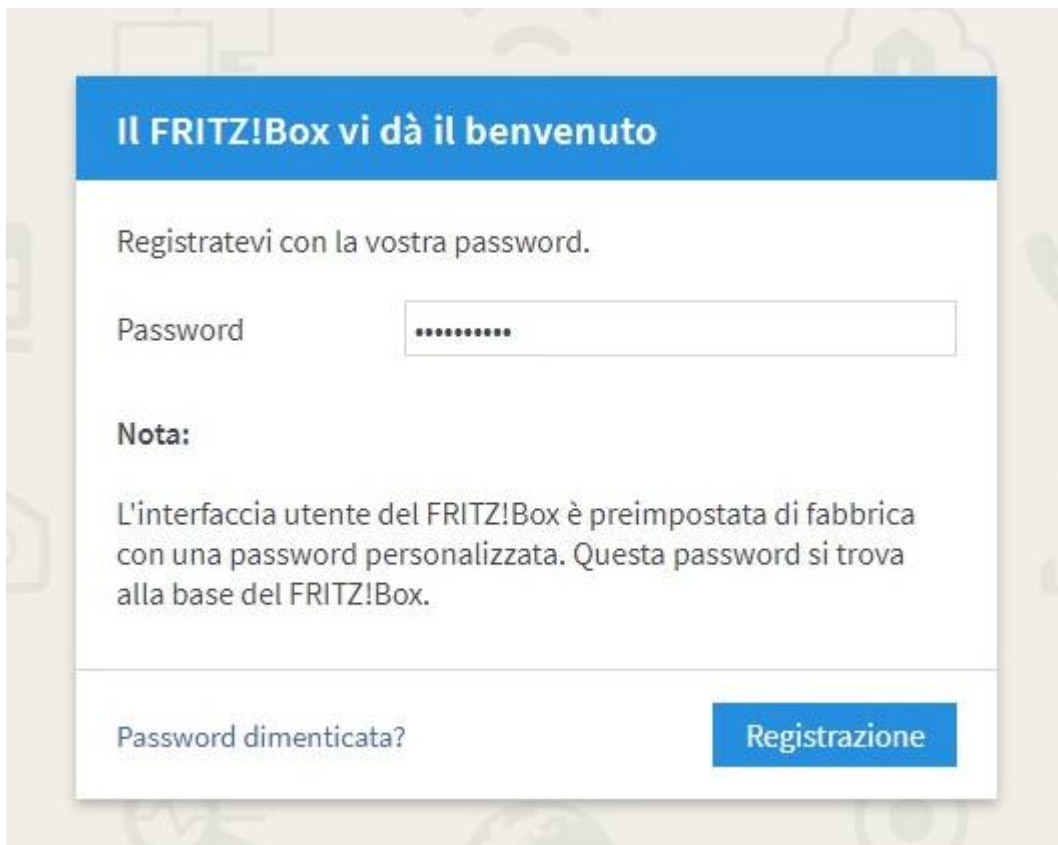 Il FRITZ!Box vi dà il benvenuto
Registratevi con la vostra password.
Password ••••••••••
Nota:
L'interfaccia utente del FRITZ!Box è preimpostata di fabbrica
con una password personalizzata. Questa password si trova
alla base del FRITZ!Box.
Password dimenticata? Registrazione